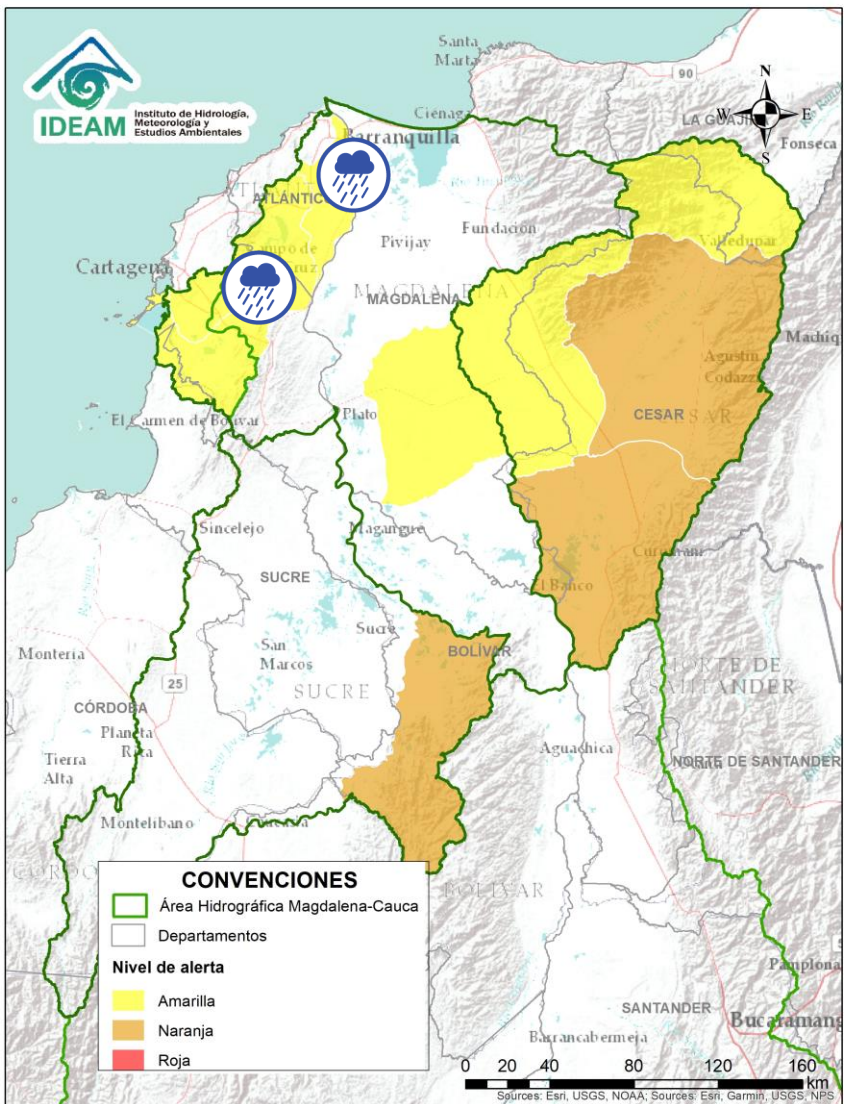 IDEAM
Instituto de Hidrología,
Meteorología y
Estudios Ambientales
Santa
Marta
90
N
W
E
S
LA GUAJIRA
Fonseca
Ciénaga
Barranquilla
ATLÁNTICO
Pivijay
Fundación
Valledupar
Cartagena
MAGDALENA
MAGDALENA
Agustín
Codazzi
CESAR
Plato
El Carmen de Bolívar
Sincelejo
Magangue
El Banco
SUCRE
Sucre
San
Marcos
SUCRE
BOLÍVAR
Montería
25
CÓRDOBA
Planeta
Rica
Tierra
Alta
NORTE DE
SANTANDER
NORTE DE SANTANDER
Aguachica
Montelibano
BOLÍVAR
CONVENCIONES
Área Hidrográfica Magdalena-Cauca
Departamentos
Nivel de alerta
Amarilla
Naranja
Roja
Pamplona
SANTANDER
Bucaramang
Barrancabermeja
0 20 40 80 120 160
km
Sources: Esri, USGS, NOAA; Sources: Esri, Garmin, USGS, NPS